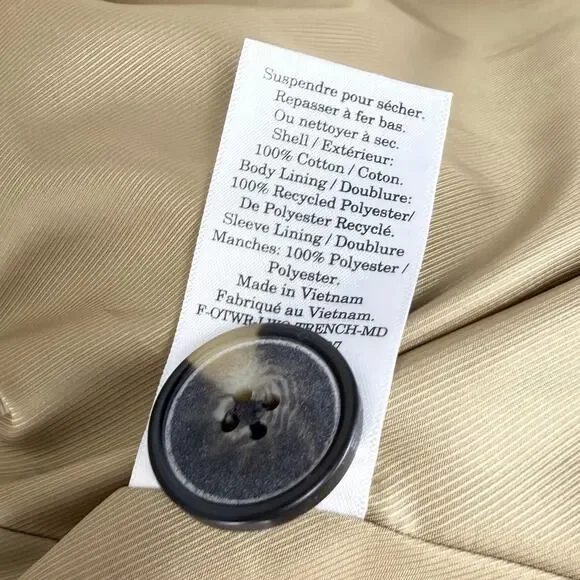 Suspendre pour sécher.
Repasser à fer bas.
Ou nettoyer à sec.
Shell / Extérieur:
100% Cotton / Coton.
Body Lining / Doublure:
100% Recycled Polyester/
De Polyester Recyclé.
Sleeve Lining / Doublure
Manches: 100% Polyester /
Polyester.
Made in Vietnam
Fabriqué au Vietnam.